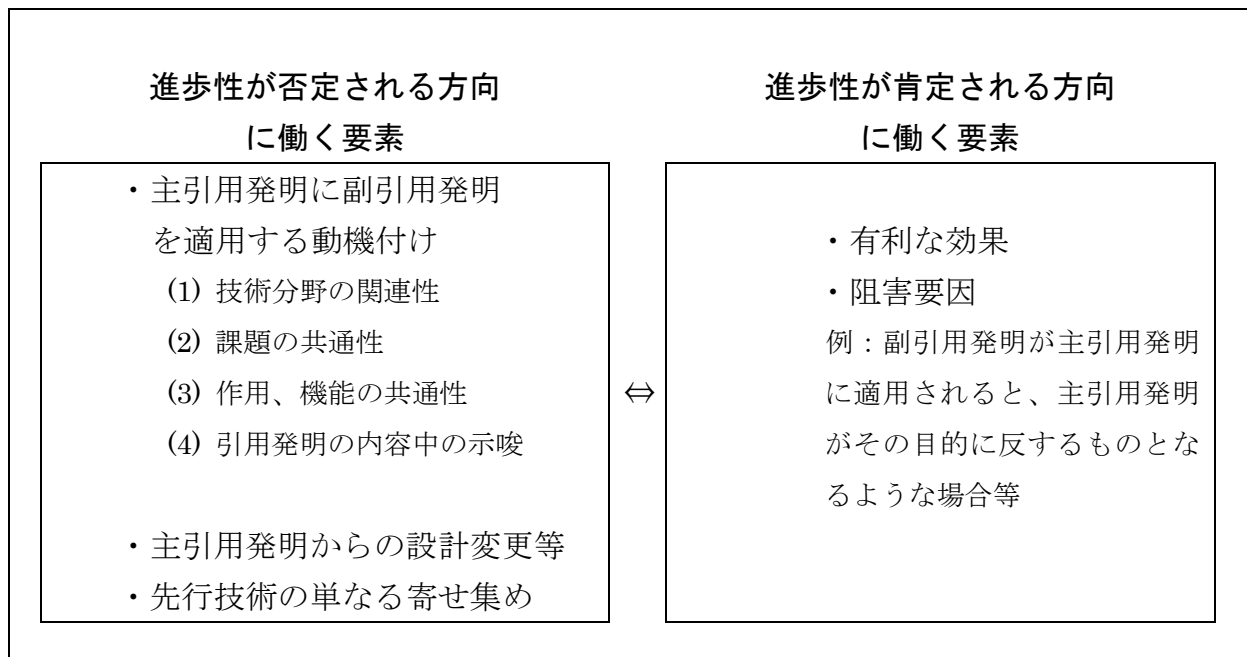 進歩性が否定される方向
に働く要素
・主引用発明に副引用発明
を適用する動機付け
(1) 技術分野の関連性
(2) 課題の共通性
(3) 作用、機能の共通性
(4) 引用発明の内容中の示唆
・主引用発明からの設計変更等
・先行技術の単なる寄せ集め
⇔
進歩性が肯定される方向
に働く要素
・有利な効果
・阻害要因
例：副引用発明が主引用発明
に適用されると、主引用発明
がその目的に反するものとな
るような場合等